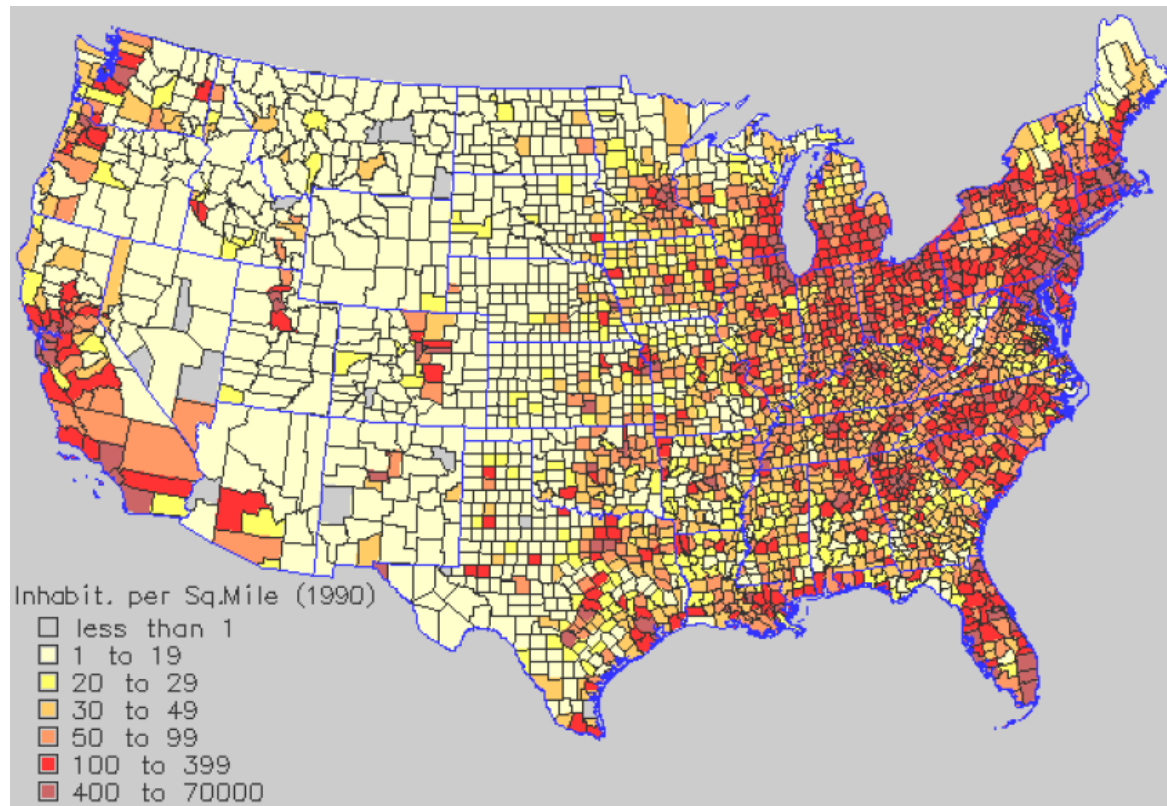 Inhabit. per Sq.Mile (1990)
less than 1
1 to 19
20 to 29
30 to 49
50 to 99
100 to 399
400 to 70000